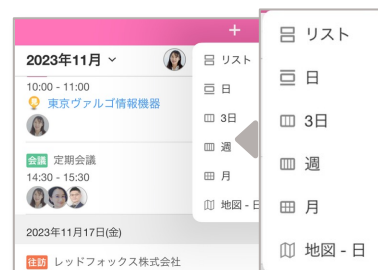 +
2023年11月
10:00 - 11:00
東京ヴァルゴ情報機器
会議 定期会議
14:30 - 15:30
2023年11月17日(金)
往訪 レッドフォックス株式会社
リスト
日
3日
週
月
地図 - 日
リスト
日
3日
週
月
地図 - 日